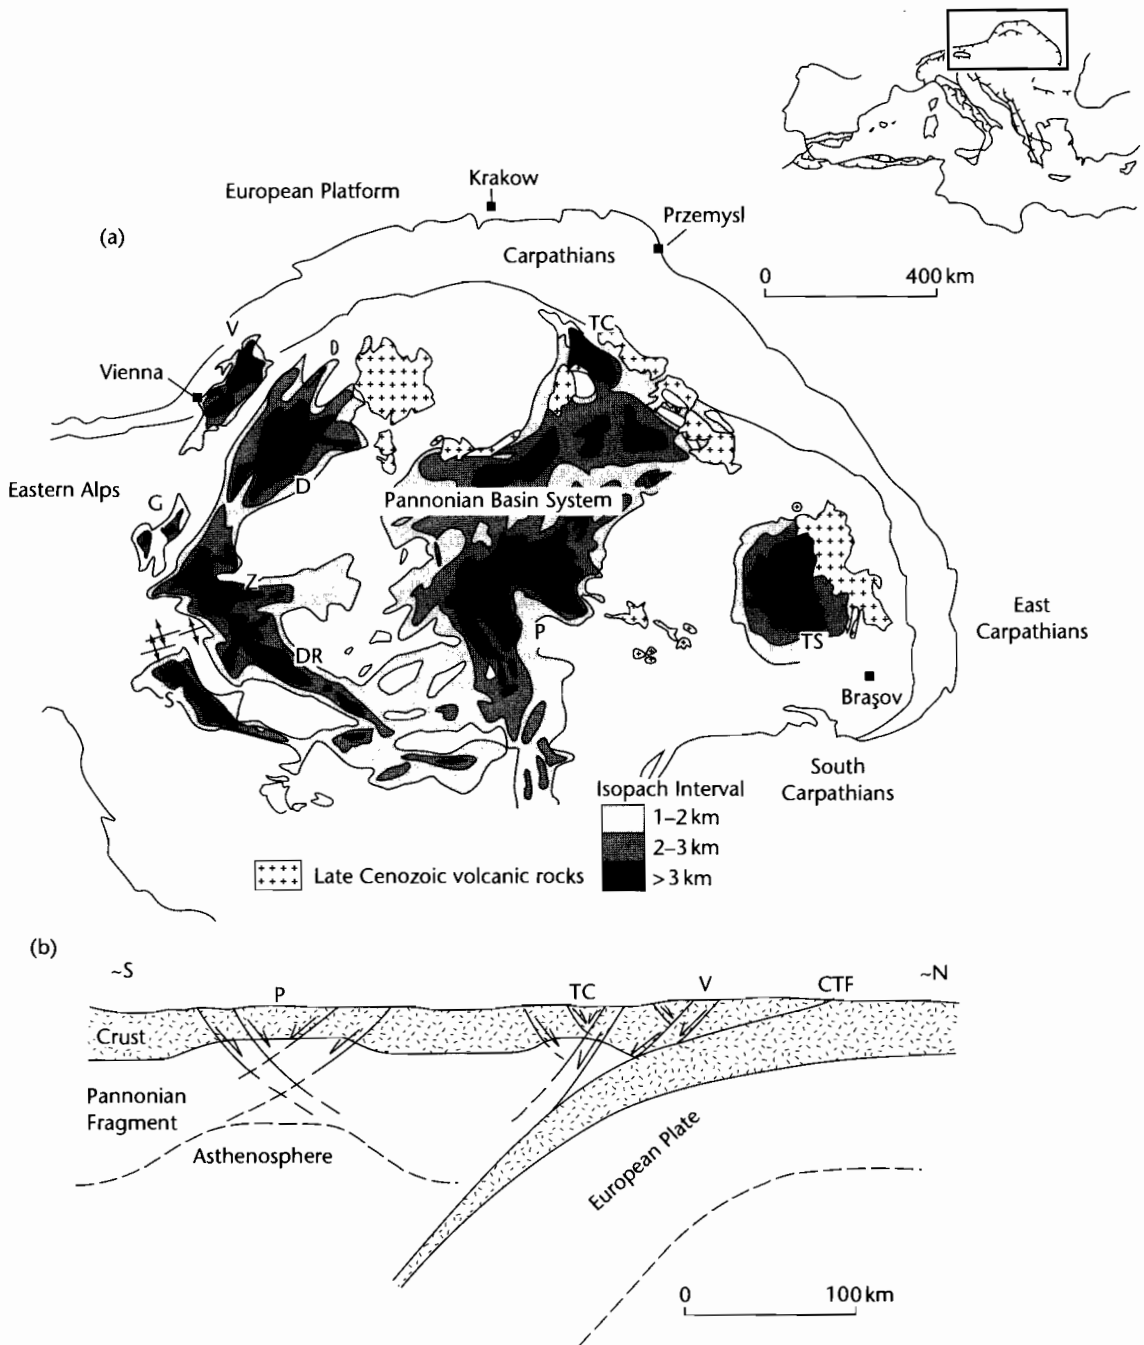 Krakow
European Platform
Przemysl
(a)
Carpathians
0
400 km
V
TC
Vienna
D
Eastern Alps
G
Pannonian Basin System
Z
P
East
Carpathians
TS
DR
S
Braşov
South
Carpathians
Isopach Interval
1–2 km
2–3 km
> 3 km
Late Cenozoic volcanic rocks
(b)
~S
~N
P
TC
V
CTF
Crust
Pannonian
Fragment
Asthenosphere
European Plate
0
100 km